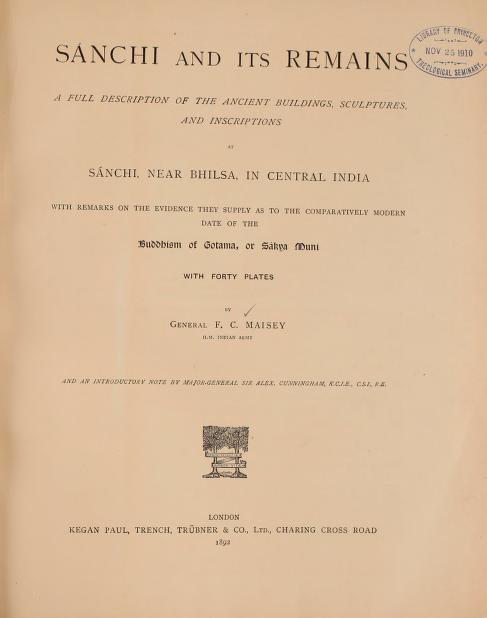 SÁNCHI AND ITS REMAINS
LIBRARY OF PRINCETON
NOV 25 1910
THEOLOGICAL SEMINARY
A FULL DESCRIPTION OF THE ANCIENT BUILDINGS, SCULPTURES,
AND INSCRIPTIONS
AT
SÁNCHI, NEAR BHILSA, IN CENTRAL INDIA
WITH REMARKS ON THE EVIDENCE THEY SUPPLY AS TO THE COMPARATIVELY MODERN
DATE OF THE
Buddhism of Gotama, or Sákya Muni
WITH FORTY PLATES
BY
GENERAL F. C. MAISEY
H.M. INDIAN ARMY
AND AN INTRODUCTORY NOTE BY MAJOR-GENERAL SIR ALEX. CUNNINGHAM, K.C.I.E., C.S.I., R.E.
LONDON
KEGAN PAUL, TRENCH, TRÜBNER & CO., LTD., CHARING CROSS ROAD
1892